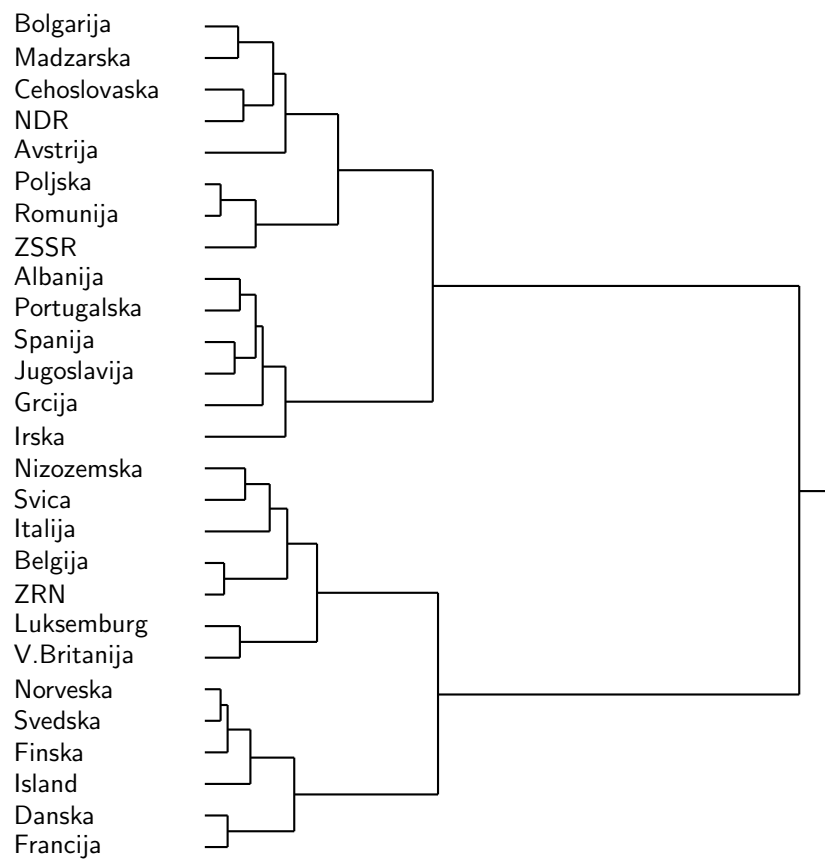 Bolgarija
Madzarska
Cehoslovaska
NDR
Avstrija
Poljska
Romunija
ZSSR
Albanija
Portugalska
Spanija
Jugoslavija
Grcija
Irska
Nizozemska
Svica
Italija
Belgija
ZRN
Luksemburg
V.Britanija
Norveska
Svedska
Finska
Island
Danska
Francija